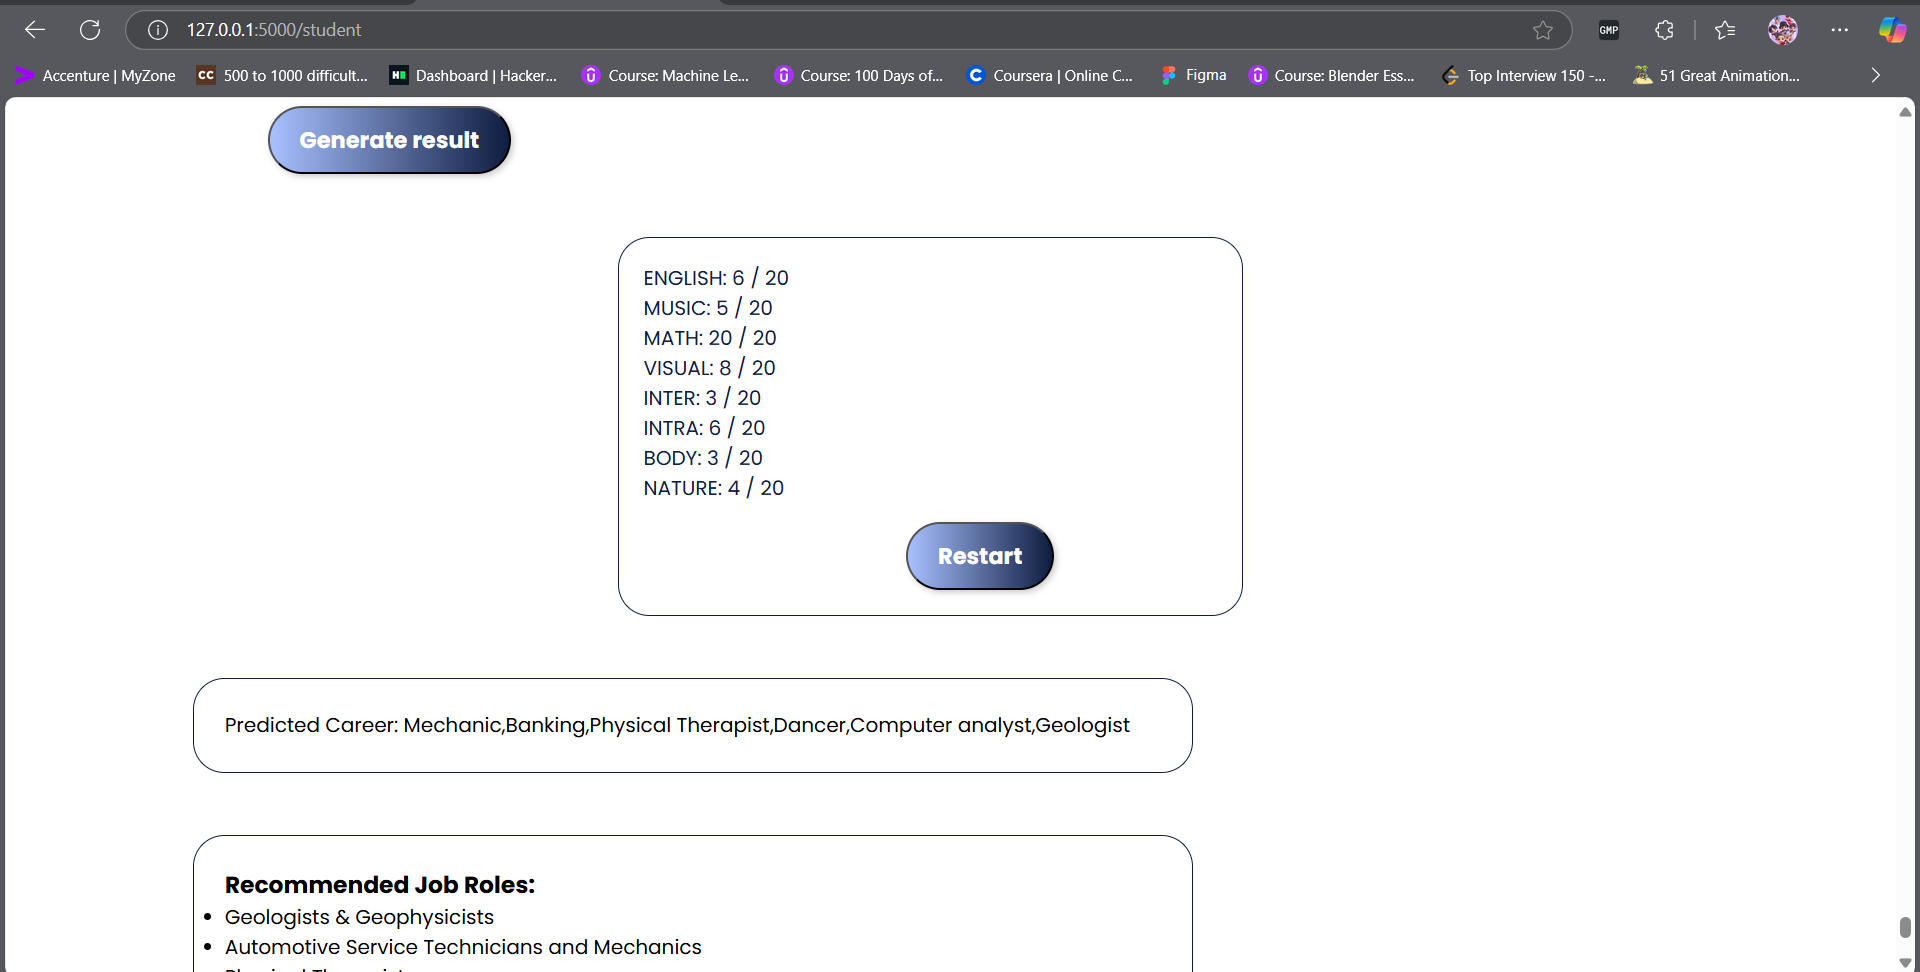 127.0.0.1:5000/student
GMP
Accenture | MyZone
CC 500 to 1000 difficult...
Dashboard | Hacker...
Course: Machine Le...
Course: 100 Days of...
Coursera | Online C...
Figma
Course: Blender Ess...
Top Interview 150 -...
51 Great Animation...
Generate result
ENGLISH: 6 / 20
MUSIC: 5 / 20
MATH: 20 / 20
VISUAL: 8 / 20
INTER: 3 / 20
INTRA: 6 / 20
BODY: 3 / 20
NATURE: 4 / 20
Restart
Predicted Career: Mechanic,Banking,Physical Therapist,Dancer,Computer analyst,Geologist
Recommended Job Roles:
Geologists & Geophysicists
Automotive Service Technicians and Mechanics